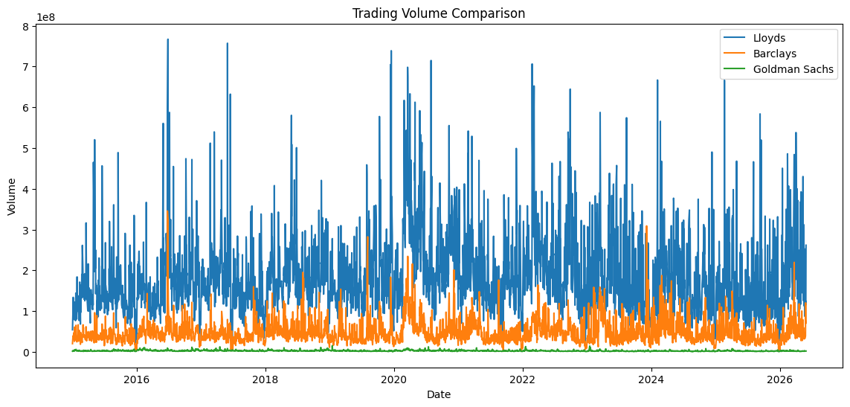 Trading Volume Comparison
1e8
8
7
6
5
4
3
2
1
0
Volume
2016
2018
2020
2022
2024
2026
Date
Lloyds
Barclays
Goldman Sachs